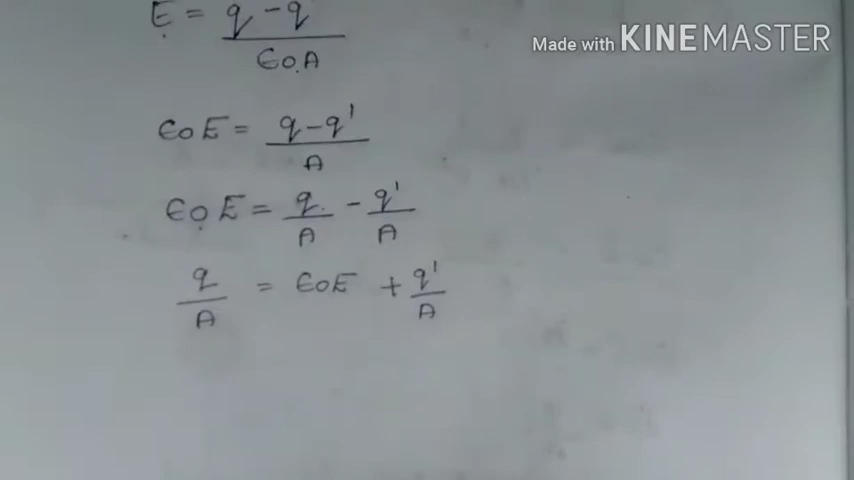 E = q - q / ϵ0A
Made with KINEMASTER
ϵ0E = q - q' / A
ϵ0E = q / A - q' / A
q / A = ϵ0E + q' / A